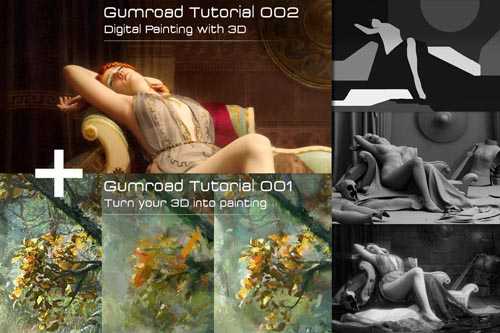 Gumroad Tutorial 002
Digital Painting with 3D
+
Gumroad Tutorial 001
Turn your 3D into painting